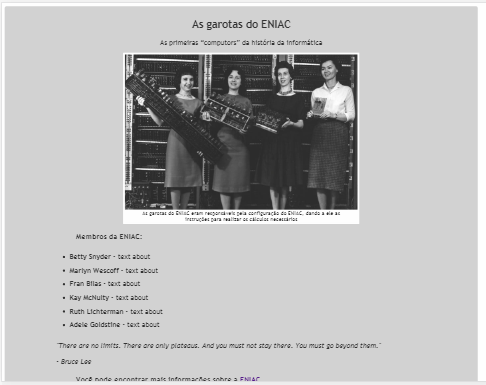 As garotas do ENIAC
As primeiras "computors" da história da informática
As garotas do ENIAC eram responsáveis pela configuração do ENIAC, dando à ele as
instruções para realizar os cálculos necessários
Membros da ENIAC:
• Betty Snyder - text about
• Marlyn Wescoff - text about
• Fran Bilas - text about
• Kay McNulty - text about
• Ruth Lichterman - text about
• Adele Goldstine - text about
"There are no limits. There are only plateaus. And you must not stay there. You must go beyond them."
- Bruce Lee
Você pode encontrar mais informações sobre a ENIAC